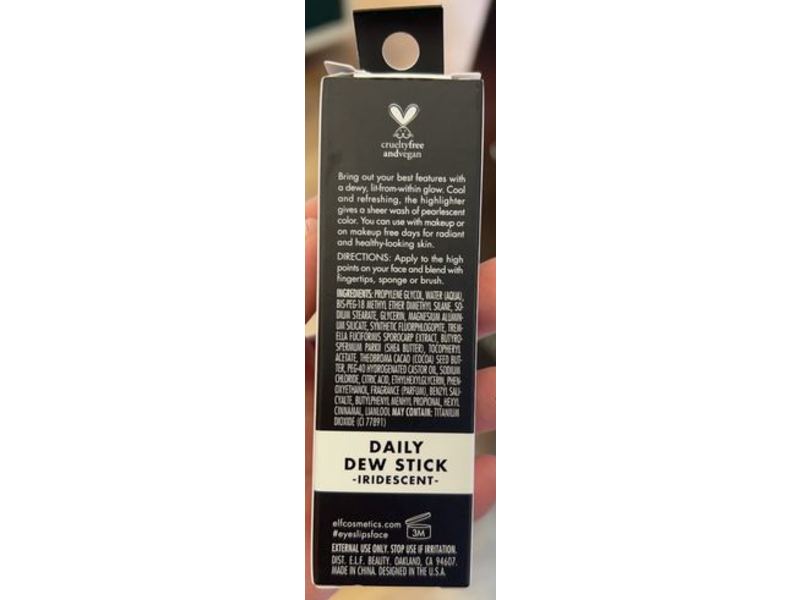 crueltyfree
andvegan
Bring out your best features with
a dewy, lit-from-within glow. Cool
and refreshing, the highlighter
gives a sheer wash of pearlescent
color. You can use with makeup or
on makeup free days for radiant
and healthy-looking skin.
DIRECTIONS: Apply to the high
points on your face and blend with
fingertips, sponge or brush.
INGREDIENTS: PROPYLENE GLYCOL, WATER (AQUA),
BIS-PEG-18 METHYL ETHER DIMETHYL SILANE, SO-
DIUM STEARATE, GLYCERIN, MAGNESIUM ALUMIN-
UM SILICATE, SYNTHETIC FLUORPHLOGOPITE, TREM-
ELLA FUCIFORMIS SPOROCARP EXTRACT, BUTYRO-
SPERMUM PARKII (SHEA BUTTER), TOCOPHERYL
ACETATE, THEOBROMA CACAO (COCOA) SEED BUT-
TER, PEG-40 HYDROGENATED CASTOR OIL, SODIUM
CHLORIDE, CITRIC ACID, ETHYLHEXYLGLYCERIN, PHEN-
OXYETHANOL, FRAGRANCE (PARFUM), BENZYL SALI-
CYALTE, BUTYLPHENYL MENHYL PROPIONAL, HEXYL
CINNAMAL, LIANLOOL MAY CONTAIN: TITANIUM
DIOXIDE (CI 77891)
DAILY
DEW STICK
-IRIDESCENT-
elfcosmetics.com
#eyeslipsface
3M
EXTERNAL USE ONLY. STOP USE IF IRRITATION.
DIST. E.L.F. BEAUTY. OAKLAND, CA 94607.
MADE IN CHINA. DESIGNED IN THE U.S.A.